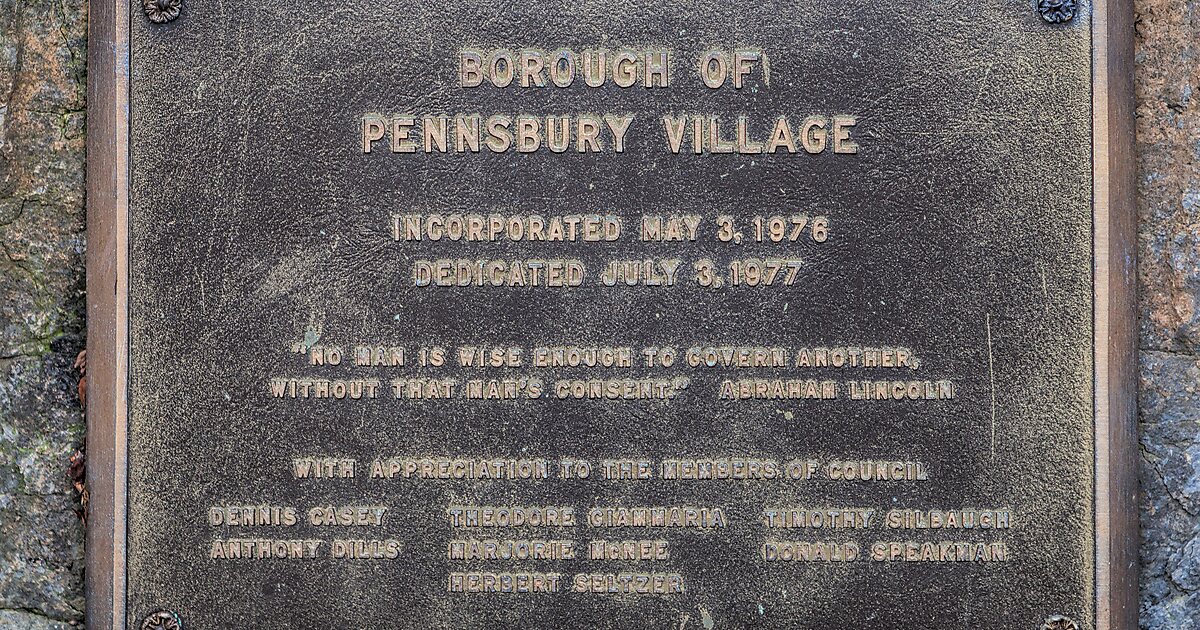 BOROUGH OF
PENNSBURY VILLAGE
INCORPORATED MAY 3, 1976
DEDICATED JULY 3, 1977
"NO MAN IS WISE ENOUGH TO GOVERN ANOTHER,
WITHOUT THAT MAN'S CONSENT." ABRAHAM LINCOLN
WITH APPRECIATION TO THE MEMBERS OF COUNCIL
DENNIS CASEY THEODORE GIAMMARIA TIMOTHY SILBAUGH
ANTHONY DILLS MARJORIE MCNEE DONALD SPEAKMAN
HERBERT SELTZER